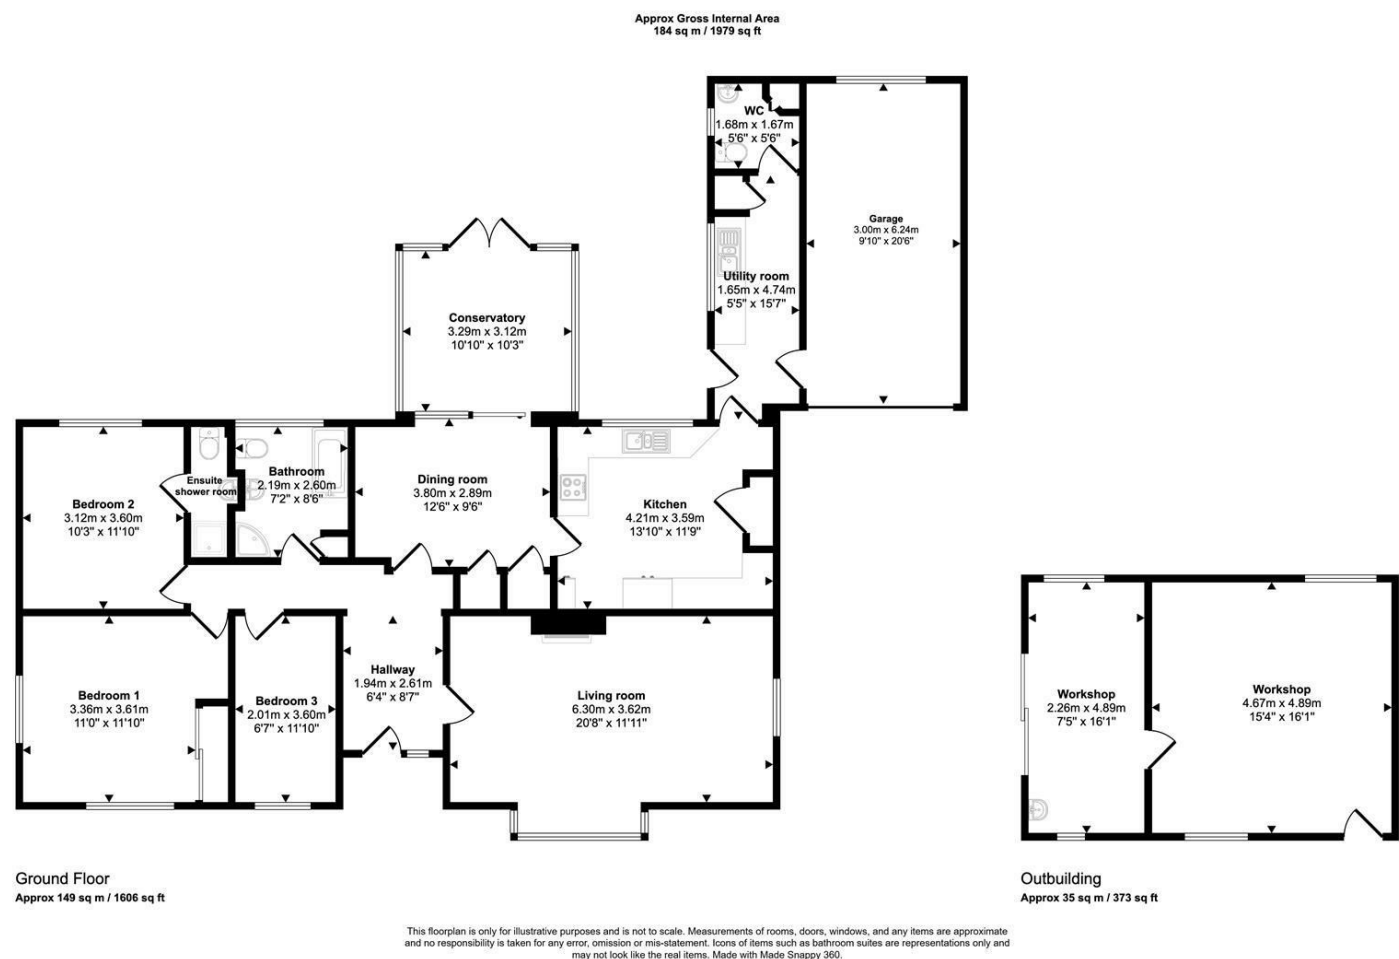 Approx Gross Internal Area
184 sq m / 1979 sq ft
WC
1.68m x 1.67m
5'6" x 5'6"
Garage
3.00m x 6.24m
9'10" x 20'6"
Utility room
1.65m x 4.74m
5'5" x 15'7"
Conservatory
3.29m x 3.12m
10'10" x 10'3"
Ensuite
shower room
Bathroom
2.19m x 2.60m
7'2" x 8'6"
Dining room
3.80m x 2.89m
12'6" x 9'6"
Bedroom 2
3.12m x 3.60m
10'3" x 11'10"
Kitchen
4.21m x 3.59m
13'10" x 11'9"
Hallway
1.94m x 2.61m
6'4" x 8'7"
Bedroom 1
3.36m x 3.61m
11'0" x 11'10"
Bedroom 3
2.01m x 3.60m
6'7" x 11'10"
Living room
6.30m x 3.62m
20'8" x 11'11"
Workshop
2.26m x 4.89m
7'5" x 16'1"
Workshop
4.67m x 4.89m
15'4" x 16'1"
Ground Floor
Approx 149 sq m / 1606 sq ft
Outbuilding
Approx 35 sq m / 373 sq ft
This floorplan is only for illustrative purposes and is not to scale. Measurements of rooms, doors, windows, and any items are approximate
and no responsibility is taken for any error, omission or mis-statement. Icons of items such as bathroom suites are representations only and
may not look like the real items. Made with Made Snappy 360.